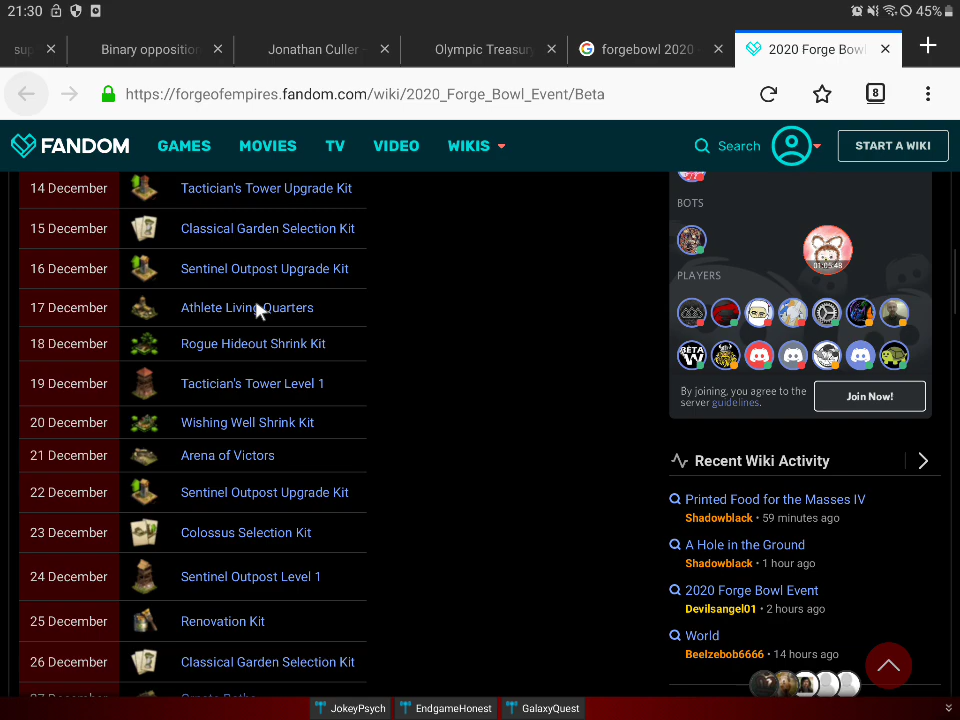 21:30
45%
sup
Binary opposition
Jonathan Culler -
Olympic Treasur
forgebowl 2020 -
2020 Forge Bowl
https://forgeofempires.fandom.com/wiki/2020_Forge_Bowl_Event/Beta
8
FANDOM
GAMES
MOVIES
TV
VIDEO
WIKIS
Search
START A WIKI
14 December Tactician's Tower Upgrade Kit
15 December Classical Garden Selection Kit
16 December Sentinel Outpost Upgrade Kit
17 December Athlete Living Quarters
18 December Rogue Hideout Shrink Kit
19 December Tactician's Tower Level 1
20 December Wishing Well Shrink Kit
21 December Arena of Victors
22 December Sentinel Outpost Upgrade Kit
23 December Colossus Selection Kit
24 December Sentinel Outpost Level 1
25 December Renovation Kit
26 December Classical Garden Selection Kit
BOTS
01:05:48
PLAYERS
BETA
W
By joining, you agree to the
server guidelines.
Join Now!
Recent Wiki Activity
Printed Food for the Masses IV
Shadowblack • 59 minutes ago
A Hole in the Ground
Shadowblack • 1 hour ago
2020 Forge Bowl Event
Devilsangel01 • 2 hours ago
World
Beelzebob6666 • 14 hours ago
JokeyPsych
EndgameHonest
GalaxyQuest